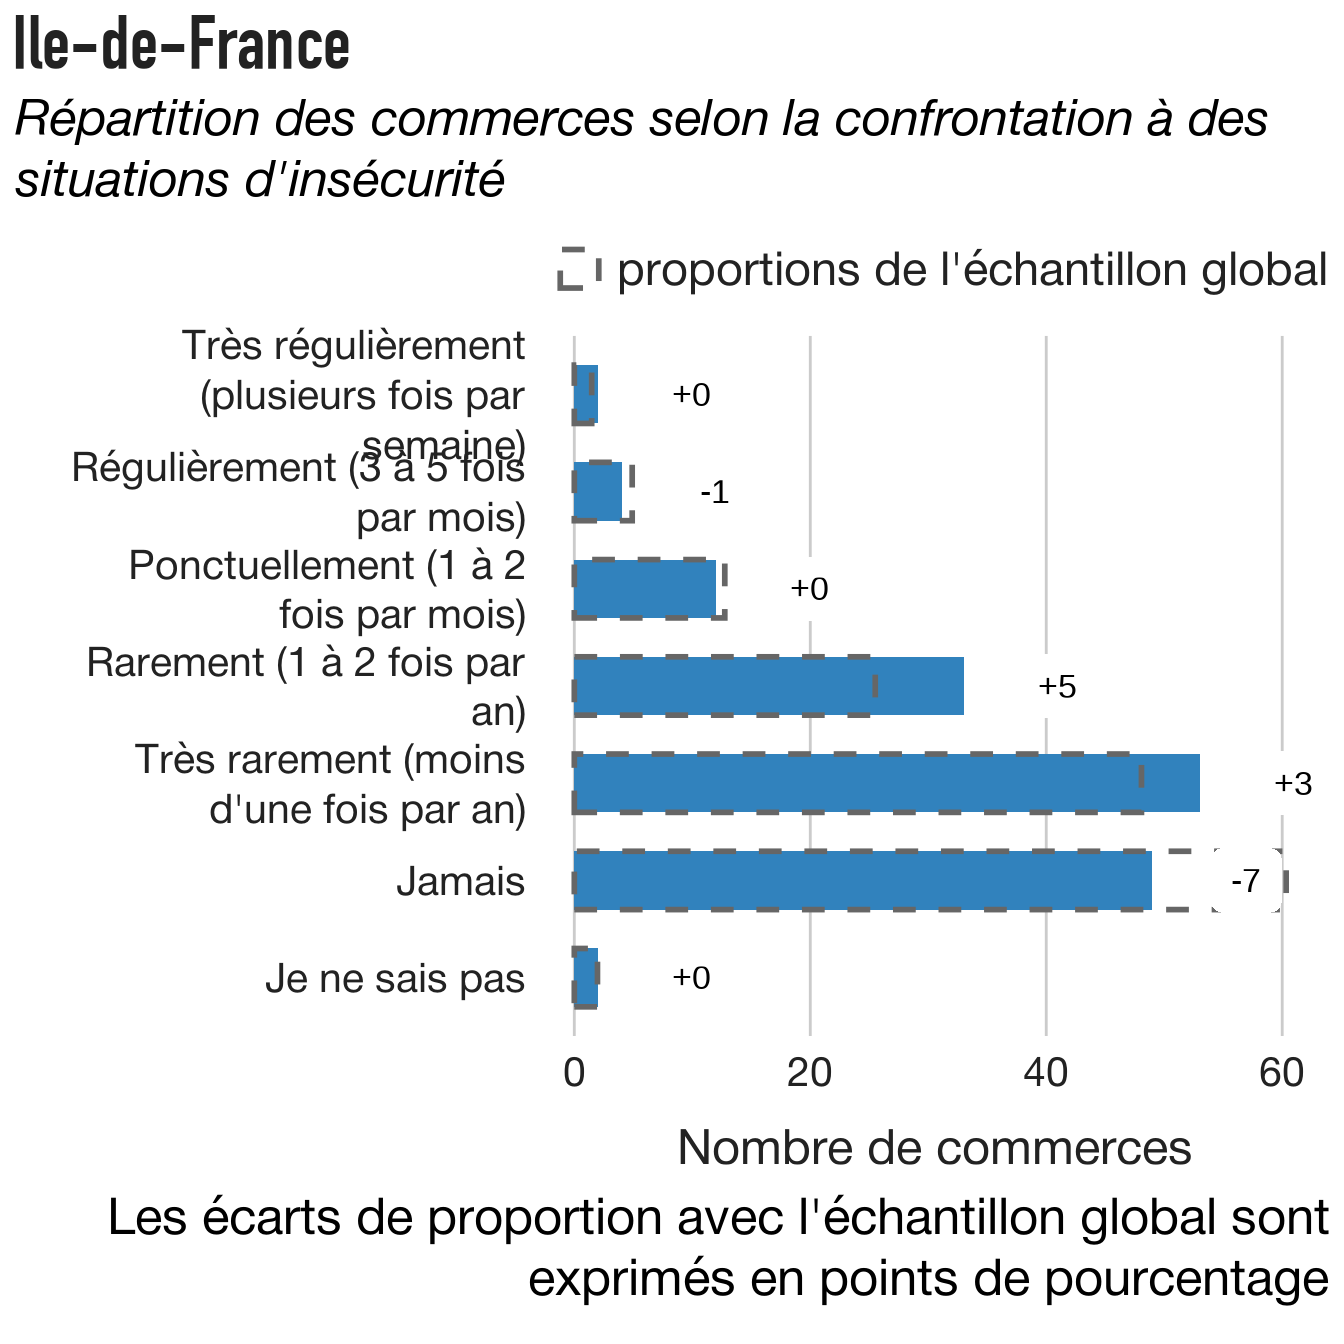 Ile-de-France
Répartition des commerces selon la confrontation à des
situations d'insécurité
proportions de l'échantillon global
Très régulièrement
(plusieurs fois par
semaine)
+0
Régulièrement (3 à 5 fois
par mois)
-1
Ponctuellement (1 à 2
fois par mois)
+0
Rarement (1 à 2 fois par
an)
+5
Très rarement (moins
d'une fois par an)
+3
Jamais
-7
Je ne sais pas
+0
0 20 40 60
Nombre de commerces
Les écarts de proportion avec l'échantillon global sont
exprimés en points de pourcentage